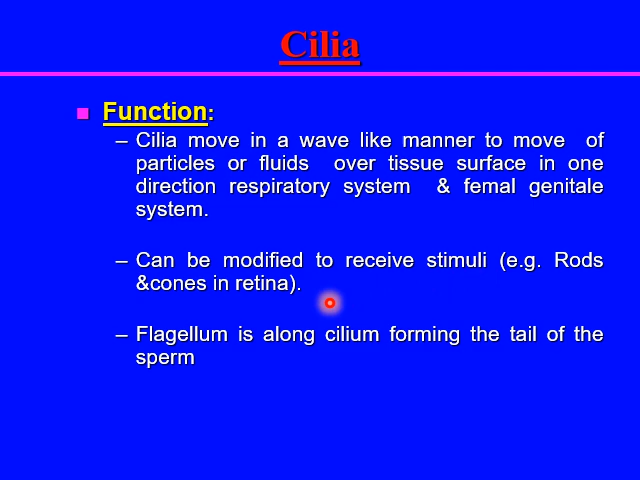 Cilia
Function:
– Cilia move in a wave like manner to move of
particles or fluids over tissue surface in one
direction respiratory system & femal genitale
system.
– Can be modified to receive stimuli (e.g. Rods
&cones in retina).
– Flagellum is along cilium forming the tail of the
sperm